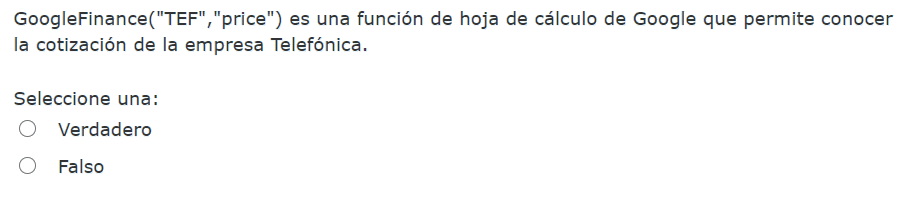 GoogleFinance("TEF","price") es una función de hoja de cálculo de Google que permite conocer
la cotización de la empresa Telefónica.
Seleccione una:
Verdadero
Falso